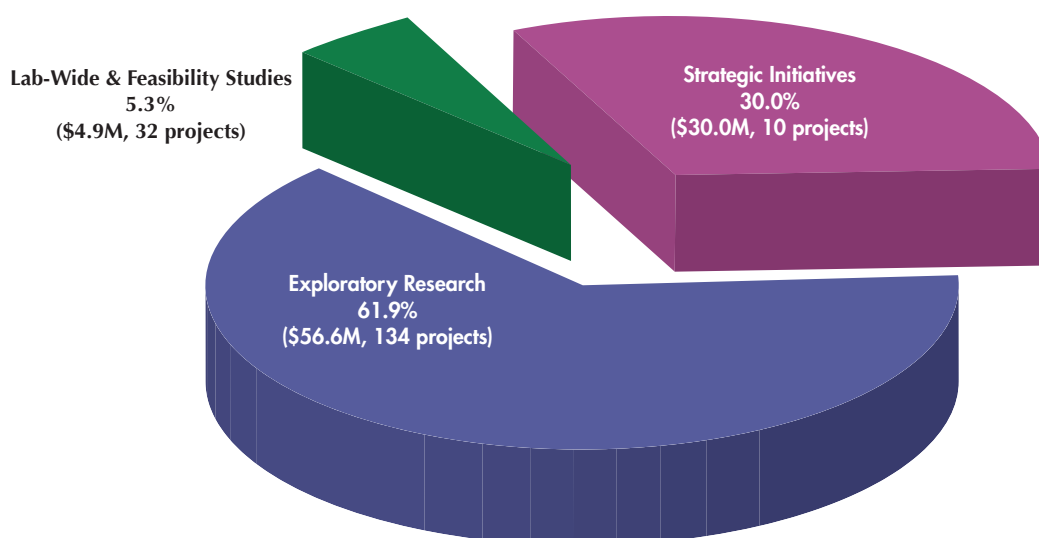 Lab-Wide & Feasibility Studies
5.3%
($4.9M, 32 projects)
Strategic Initiatives
30.0%
($30.0M, 10 projects)
Exploratory Research
61.9%
($56.6M, 134 projects)